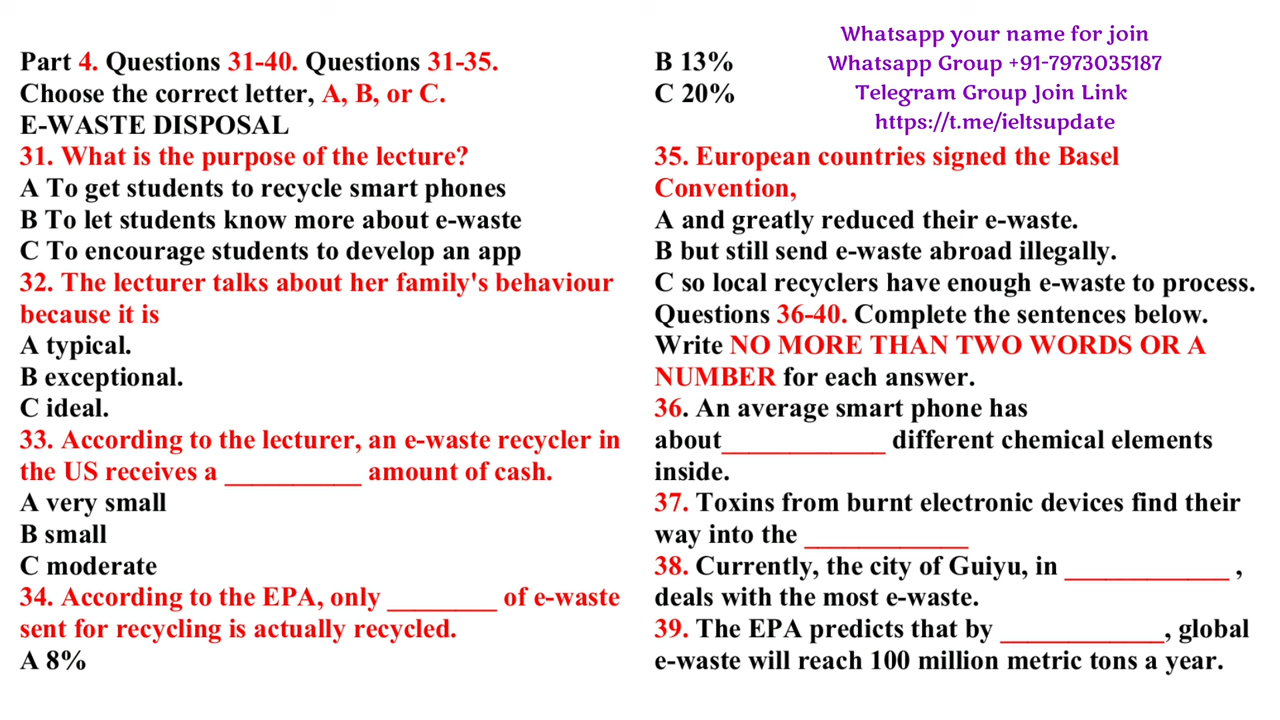 Part 4. Questions 31-40. Questions 31-35.
Choose the correct letter, A, B, or C.
E-WASTE DISPOSAL
31. What is the purpose of the lecture?
A To get students to recycle smart phones
B To let students know more about e-waste
C To encourage students to develop an app
32. The lecturer talks about her family's behaviour
because it is
A typical.
B exceptional.
C ideal.
33. According to the lecturer, an e-waste recycler in
the US receives a __________ amount of cash.
A very small
B small
C moderate
34. According to the EPA, only ________ of e-waste
sent for recycling is actually recycled.
A 8%
B 13%
C 20%
Whatsapp your name for join
Whatsapp Group +91-7973035187
Telegram Group Join Link
https://t.me/ieltsupdate
35. European countries signed the Basel
Convention,
A and greatly reduced their e-waste.
B but still send e-waste abroad illegally.
C so local recyclers have enough e-waste to process.
Questions 36-40. Complete the sentences below.
Write NO MORE THAN TWO WORDS OR A
NUMBER for each answer.
36. An average smart phone has
about____________ different chemical elements
inside.
37. Toxins from burnt electronic devices find their
way into the ____________
38. Currently, the city of Guiyu, in ____________ ,
deals with the most e-waste.
39. The EPA predicts that by ____________, global
e-waste will reach 100 million metric tons a year.